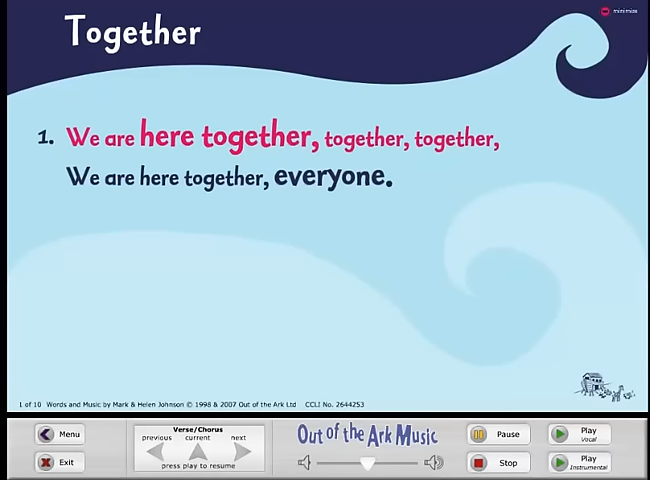 Together
minimize
1. We are here together, together, together,
We are here together, everyone.
1 of 10 Words and Music by Mark & Helen Johnson © 1998 & 2007 Out of the Ark Ltd CCLI No. 2644253
Menu
Exit
Verse/Chorus
previous current next
press play to resume
Out of the Ark Music
Pause
Stop
Play
Vocal
Play
Instrumental